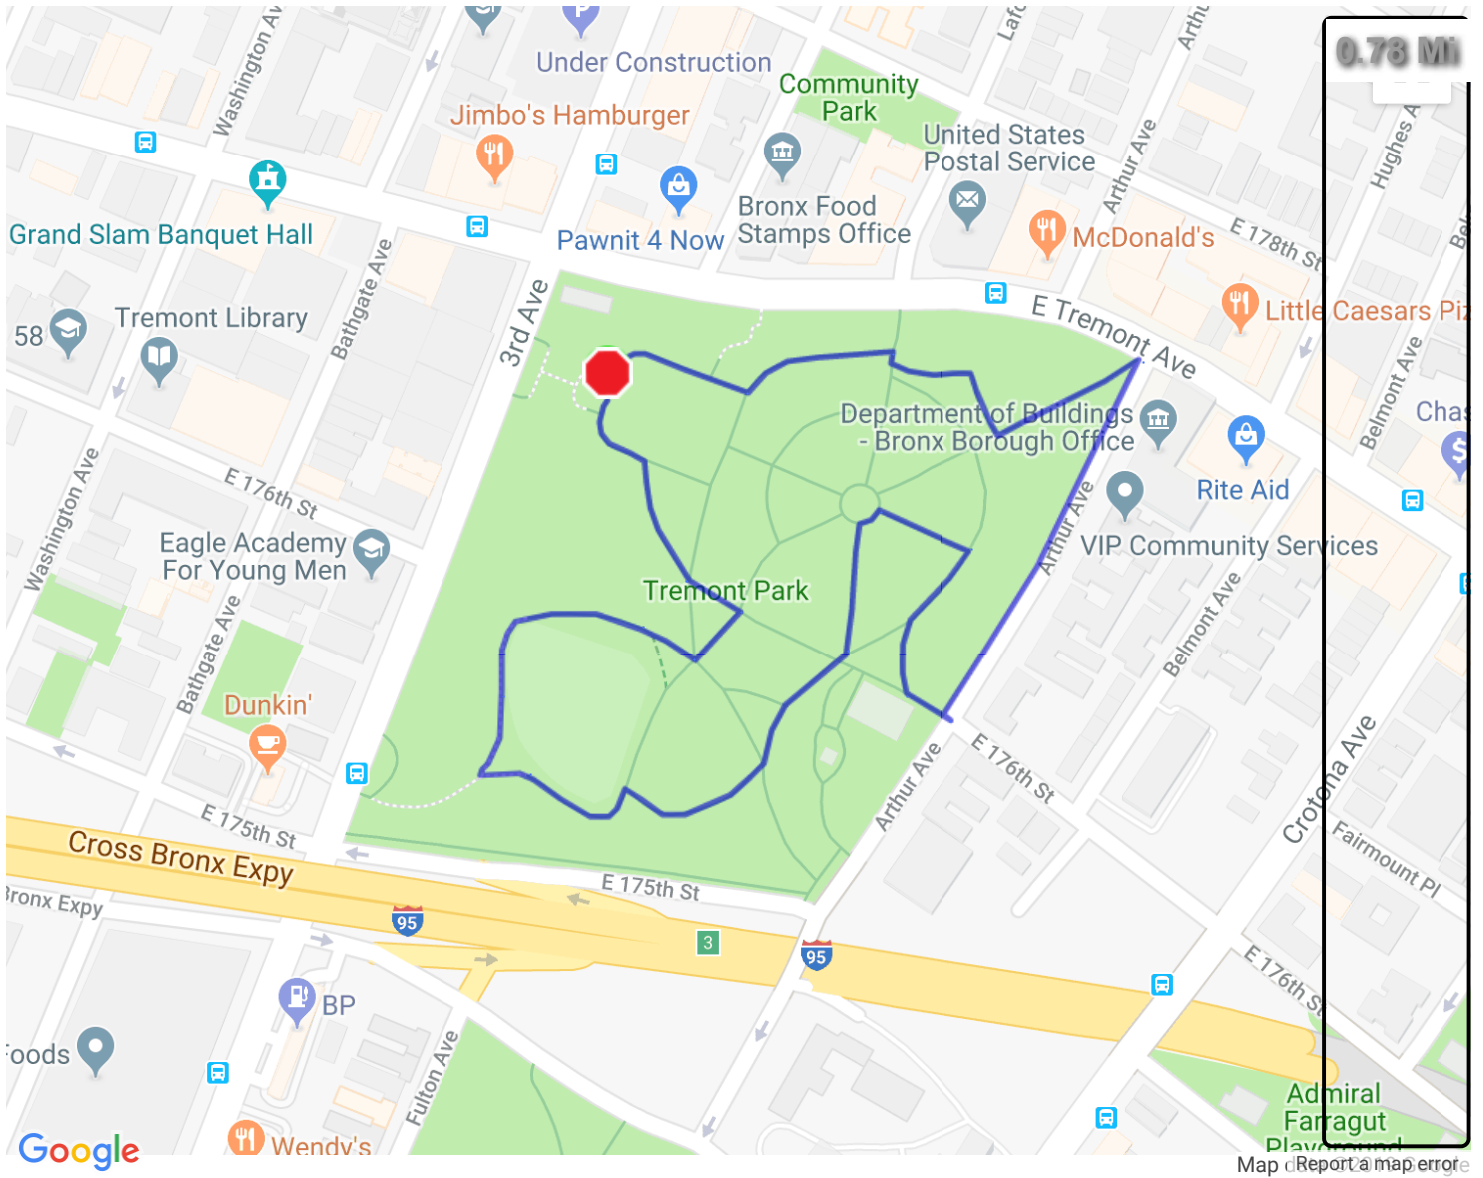 Washington Av
Under Construction
Community
Park
Arthur
0.78 Mi
Jimbo's Hamburger
United States
Postal Service
Arthur Ave
Hughes A
Grand Slam Banquet Hall
Pawnit 4 Now
Bronx Food
Stamps Office
McDonald's
E 178th St
Bathgate Ave
3rd Ave
58
Tremont Library
E Tremont Ave
Little Caesars Piz
Belmont Ave
Department of Buildings
- Bronx Borough Office
Chas
Rite Aid
Washington Ave
E 176th St
Eagle Academy
For Young Men
Arthur Ave
VIP Community Services
Tremont Park
Belmont Ave
Bathgate Ave
Dunkin'
E 176th St
Arthur Ave
Crotona Ave
E 175th St
Cross Bronx Expy
Fairmount Pl
E 175th St
Bronx Expy
95
3
95
E 176th St
BP
Foods
Fulton Ave
Admiral
Farragut
Playground
Google
Wendy's
Map
Report a map error